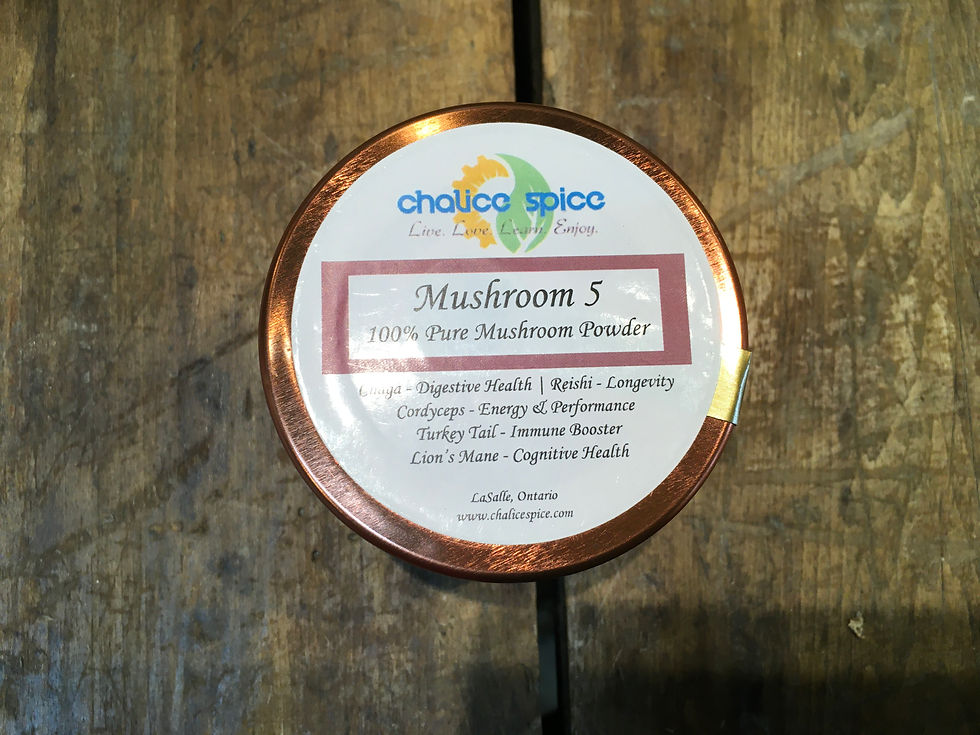 chalice spice
Live. Love. Learn. Enjoy.
Mushroom 5
100% Pure Mushroom Powder
Chaga - Digestive Health | Reishi - Longevity
Cordyceps - Energy & Performance
Turkey Tail - Immune Booster
Lion's Mane - Cognitive Health
LaSalle, Ontario
www.chalicespice.com